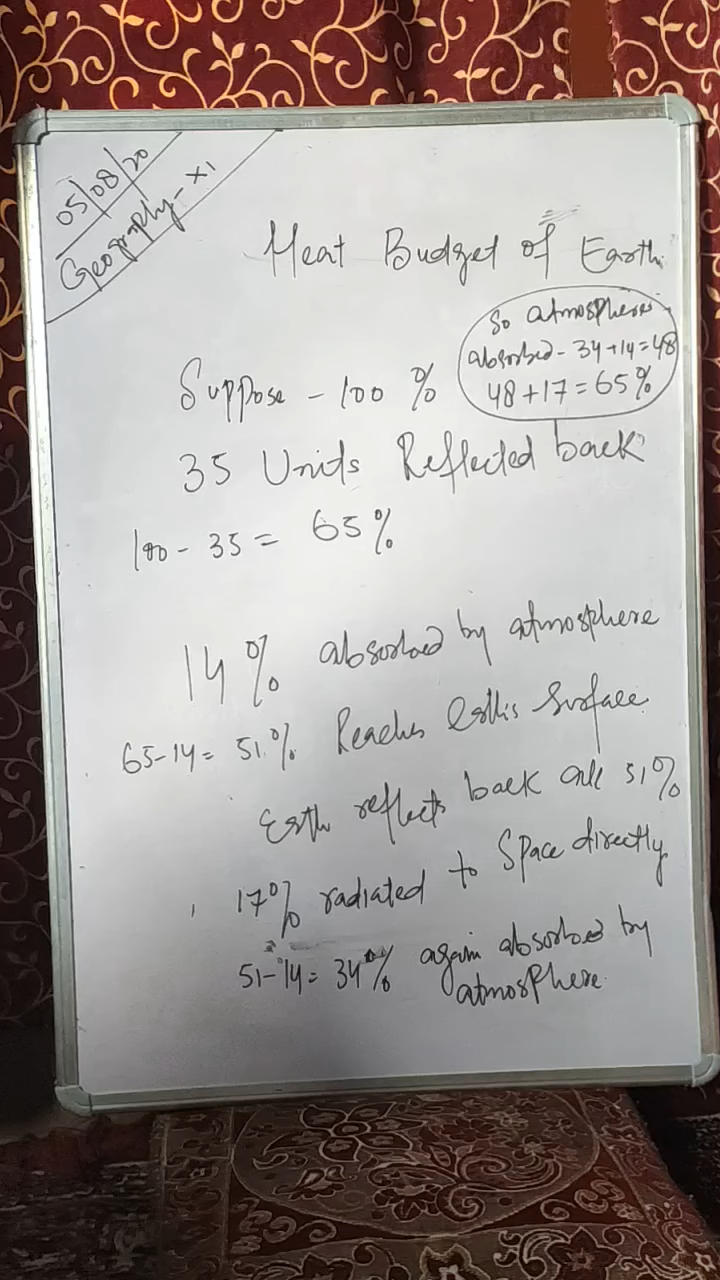 05/08/20
Geography - XI
Heat Budget of Earth
So atmosphere
absorbed - 34+14=48
48+17=65%
Suppose - 100 %
35 Units Reflected back
100 - 35 = 65%
14% absorbed by atmosphere
65-14= 51% Reaches Surface
Earth reflects back all 51%
17% radiated to Space directly
51-14= 34% again absorbed by
atmosphere